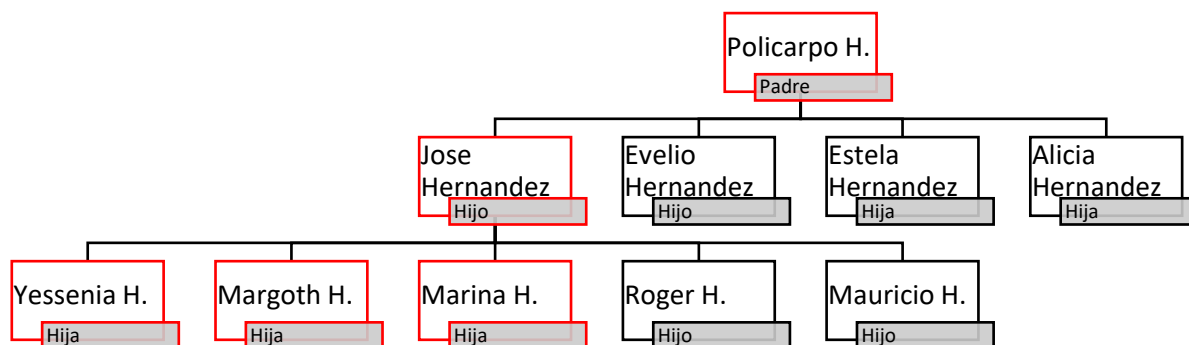 Policarpo H.
Padre
Jose
Hernandez
Hijo
Evelio
Hernandez
Hijo
Estela
Hernandez
Hija
Alicia
Hernandez
Hija
Yessenia H.
Hija
Margoth H.
Hija
Marina H.
Hija
Roger H.
Hijo
Mauricio H.
Hijo